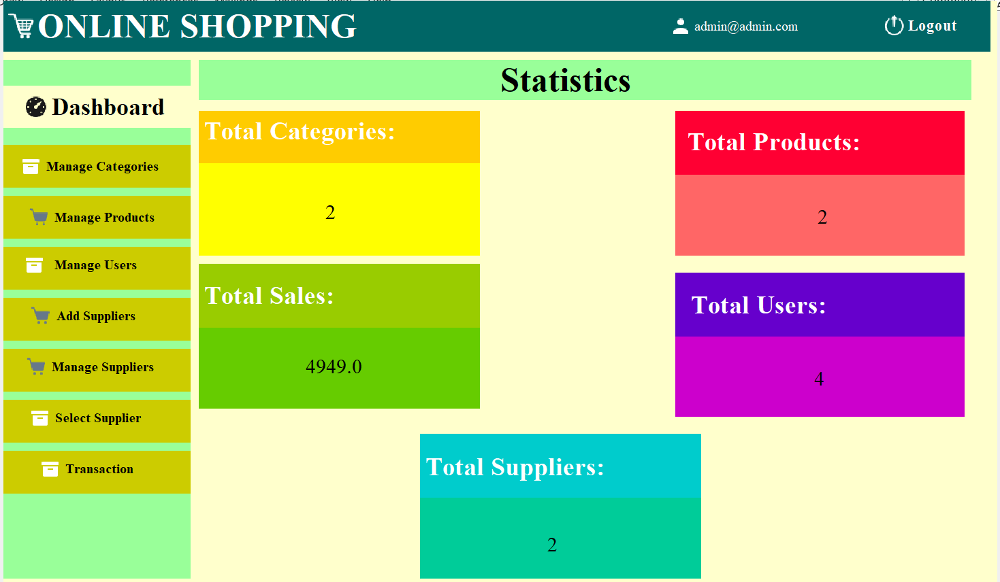 ONLINE SHOPPING
admin@admin.com
Logout
Statistics
Dashboard
Manage Categories
Manage Products
Manage Users
Add Suppliers
Manage Suppliers
Select Supplier
Transaction
Total Categories:
2
Total Products:
2
Total Sales:
4949.0
Total Users:
4
Total Suppliers:
2